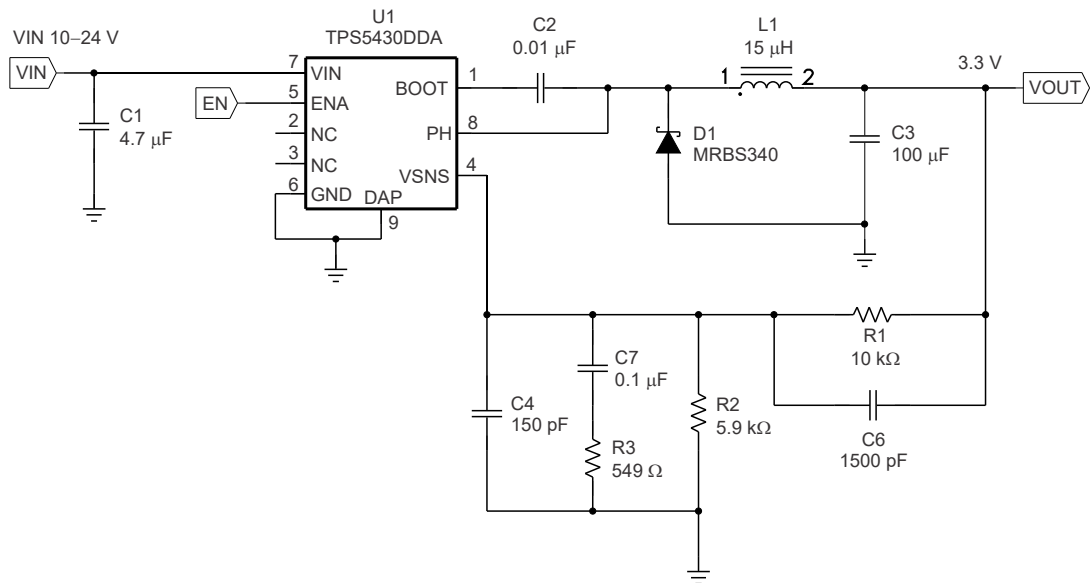 VIN 10–24 V
VIN
C1
4.7 μF
EN
U1
TPS5430DDA
7
VIN
5
ENA
2
NC
3
NC
6
GND
DAP
9
BOOT
1
PH
8
VSNS
4
C2
0.01 μF
L1
15 μH
1
2
D1
MRBS340
C3
100 μF
3.3 V
VOUT
C4
150 pF
C7
0.1 μF
R3
549 Ω
R2
5.9 kΩ
R1
10 kΩ
C6
1500 pF